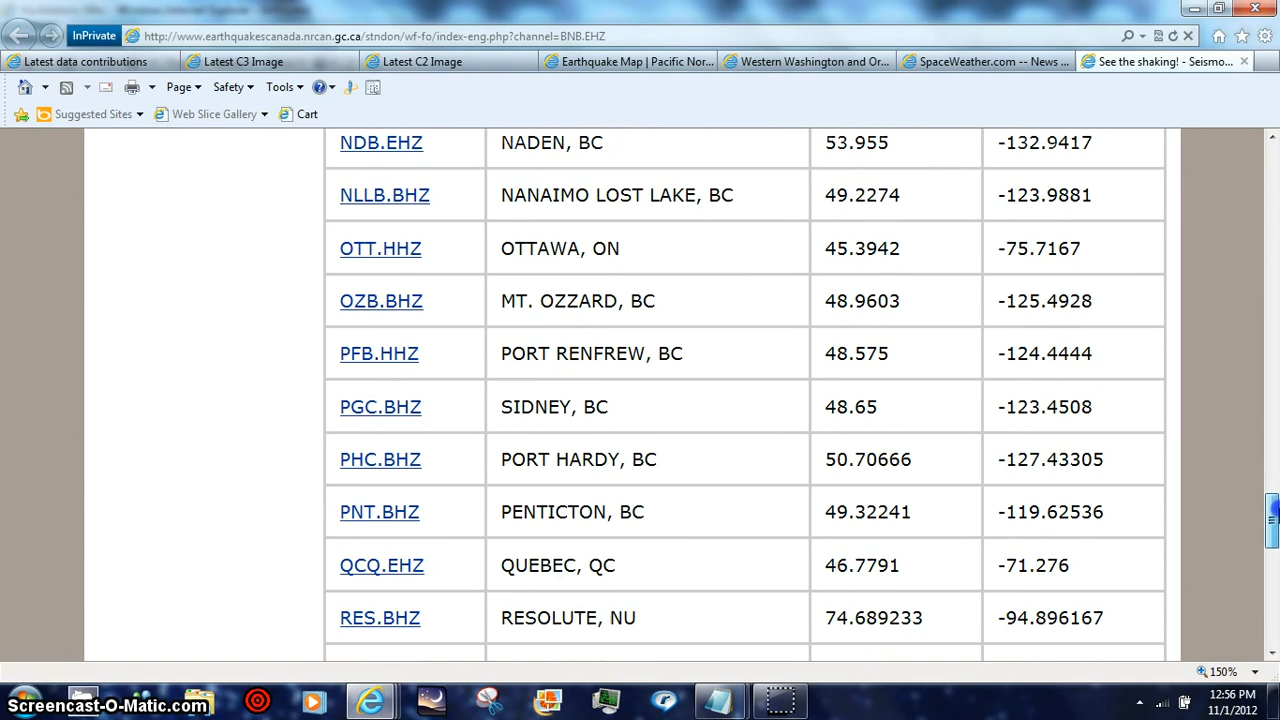 InPrivate http://www.earthquakescanada.nrcan.gc.ca/stndon/wf-fo/index-eng.php?channel=BNB.EHZ
Latest data contributions Latest C3 Image Latest C2 Image Earthquake Map | Pacific Nor... Western Washington and Or... SpaceWeather.com -- News ... See the shaking! - Seismo...
Page Safety Tools
Suggested Sites Web Slice Gallery Cart
NDB.EHZ NADEN, BC 53.955 -132.9417
NLLB.BHZ NANAIMO LOST LAKE, BC 49.2274 -123.9881
OTT.HHZ OTTAWA, ON 45.3942 -75.7167
OZB.BHZ MT. OZZARD, BC 48.9603 -125.4928
PFB.HHZ PORT RENFREW, BC 48.575 -124.4444
PGC.BHZ SIDNEY, BC 48.65 -123.4508
PHC.BHZ PORT HARDY, BC 50.70666 -127.43305
PNT.BHZ PENTICTON, BC 49.32241 -119.62536
QCQ.EHZ QUEBEC, QC 46.7791 -71.276
RES.BHZ RESOLUTE, NU 74.689233 -94.896167
150%
Screencast-O-Matic.com 12:56 PM
11/1/2012